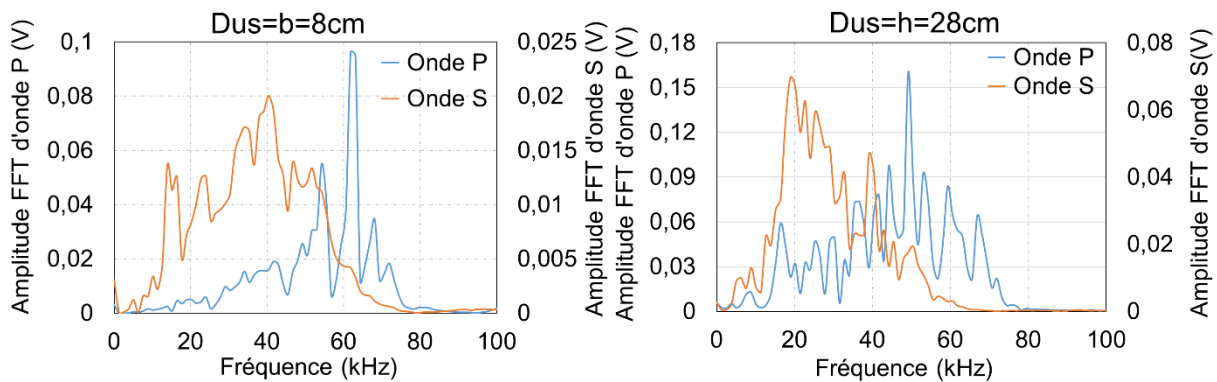 Dus=b=8cm
Amplitude FFT d'onde P (V)
0,1
0,08
0,06
0,04
0,02
0
Onde P
Onde S
0,025
0,02
0,015
0,01
0,005
0
Amplitude FFT d'onde S (V)
0 20 40 60 80 100
Fréquence (kHz)
Dus=h=28cm
Amplitude FFT d'onde P (V)
0,18
0,15
0,12
0,09
0,06
0,03
0
Onde P
Onde S
0,08
0,06
0,04
0,02
0
Amplitude FFT d'onde S(V)
0 20 40 60 80 100
Fréquence (kHz)